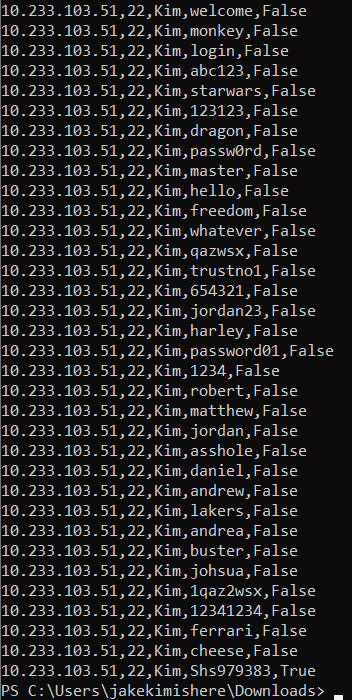 10.233.103.51,22,Kim,welcome,False
10.233.103.51,22,Kim,monkey,False
10.233.103.51,22,Kim,login,False
10.233.103.51,22,Kim,abc123,False
10.233.103.51,22,Kim,starwars,False
10.233.103.51,22,Kim,123123,False
10.233.103.51,22,Kim,dragon,False
10.233.103.51,22,Kim,passw0rd,False
10.233.103.51,22,Kim,master,False
10.233.103.51,22,Kim,hello,False
10.233.103.51,22,Kim,freedom,False
10.233.103.51,22,Kim,whatever,False
10.233.103.51,22,Kim,qazwsx,False
10.233.103.51,22,Kim,trustno1,False
10.233.103.51,22,Kim,654321,False
10.233.103.51,22,Kim,jordan23,False
10.233.103.51,22,Kim,harley,False
10.233.103.51,22,Kim,password01,False
10.233.103.51,22,Kim,1234,False
10.233.103.51,22,Kim,robert,False
10.233.103.51,22,Kim,matthew,False
10.233.103.51,22,Kim,jordan,False
10.233.103.51,22,Kim,asshole,False
10.233.103.51,22,Kim,daniel,False
10.233.103.51,22,Kim,andrew,False
10.233.103.51,22,Kim,lakers,False
10.233.103.51,22,Kim,andrea,False
10.233.103.51,22,Kim,buster,False
10.233.103.51,22,Kim,johsua,False
10.233.103.51,22,Kim,1qaz2wsx,False
10.233.103.51,22,Kim,12341234,False
10.233.103.51,22,Kim,ferrari,False
10.233.103.51,22,Kim,cheese,False
10.233.103.51,22,Kim,Shs979383,True
PS C:\Users\jakekimishere\Downloads>